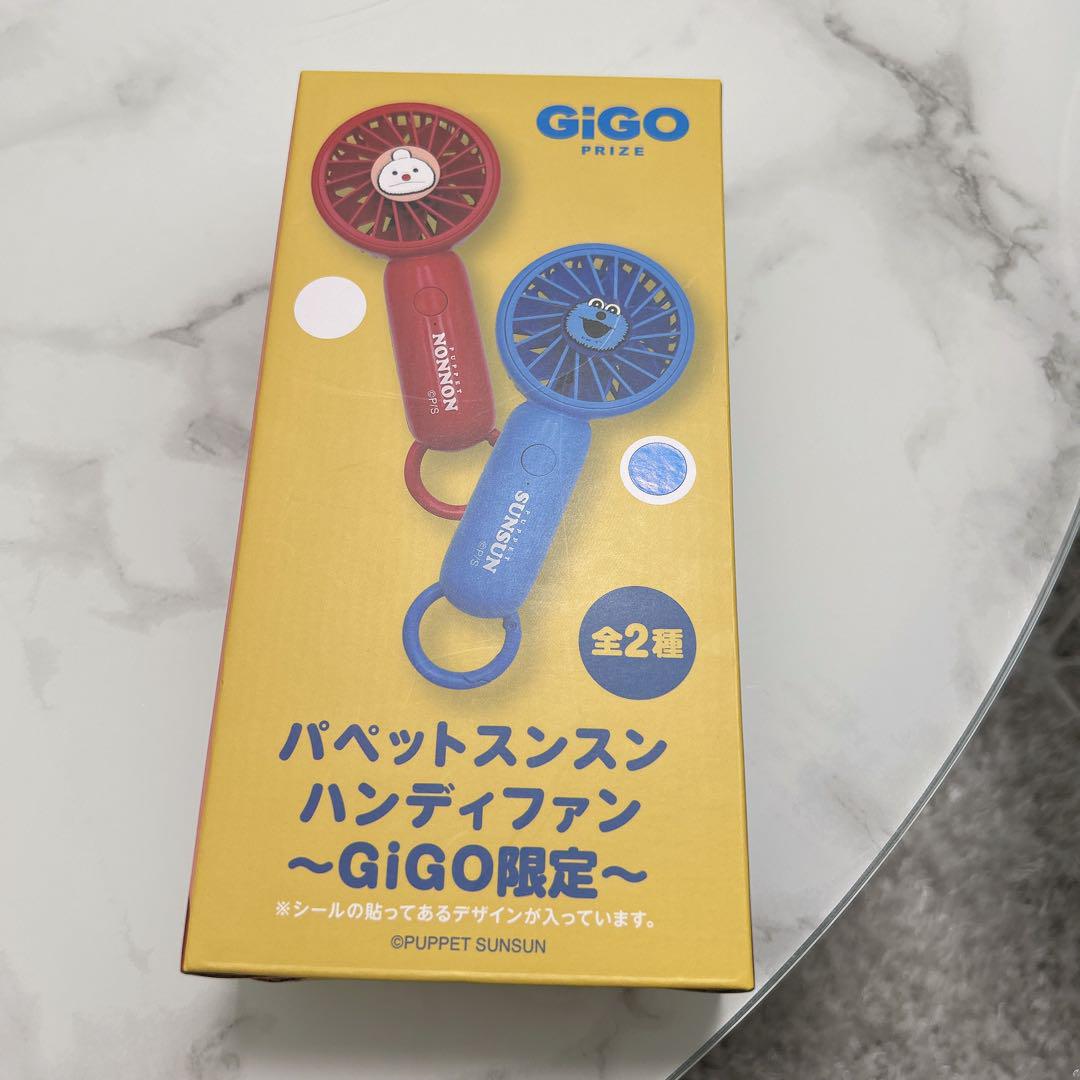 GiGO
PRIZE
PUPPET
NONNON
©P/S
PUPPET
SUNSUN
©P/S
全2種
パペットスンスン
ハンディファン
～GiGO限定～
※シールの貼ってあるデザインが入っています。
©PUPPET SUNSUN